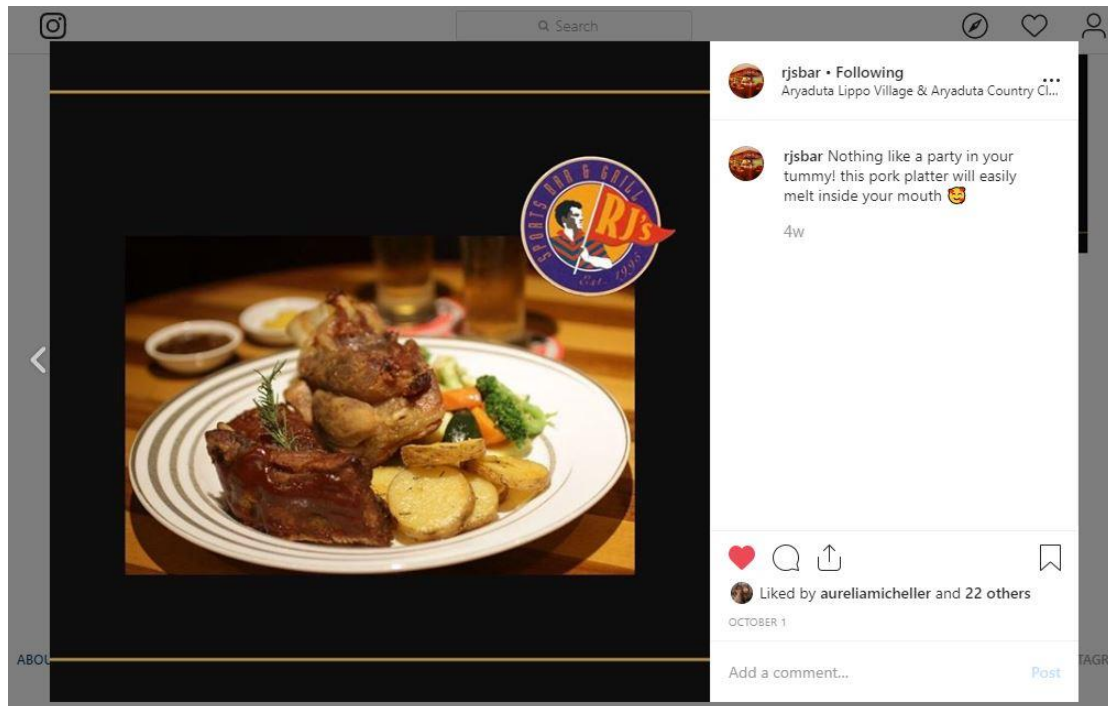 Search
SPORTS BAR & GRILL
RJ's
Est. 1995
rjsbar • Following
Aryaduta Lippo Village & Aryaduta Country Cl...
rjsbar Nothing like a party in your
tummy! this pork platter will easily
melt inside your mouth 🥰
4w
Liked by aureliamicheller and 22 others
OCTOBER 1
Add a comment... Post
ABOU
TAGR